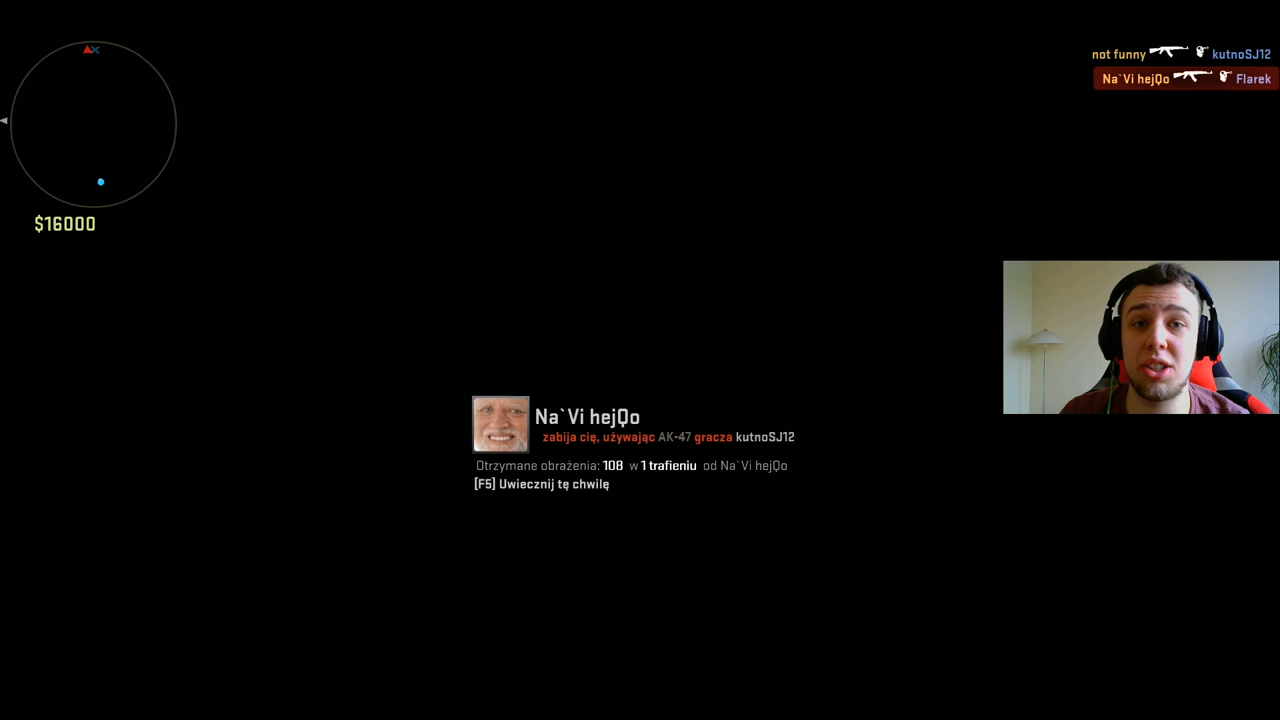 not funny kutnoSJ12
Na`Vi hejQo Flarek
$16000
Na`Vi hejQo
zabija cię, używając AK-47 gracza kutnoSJ12
Otrzymane obrażenia: 108 w 1 trafieniu od Na`Vi hejQo
[F5] Uwiecznij tę chwilę